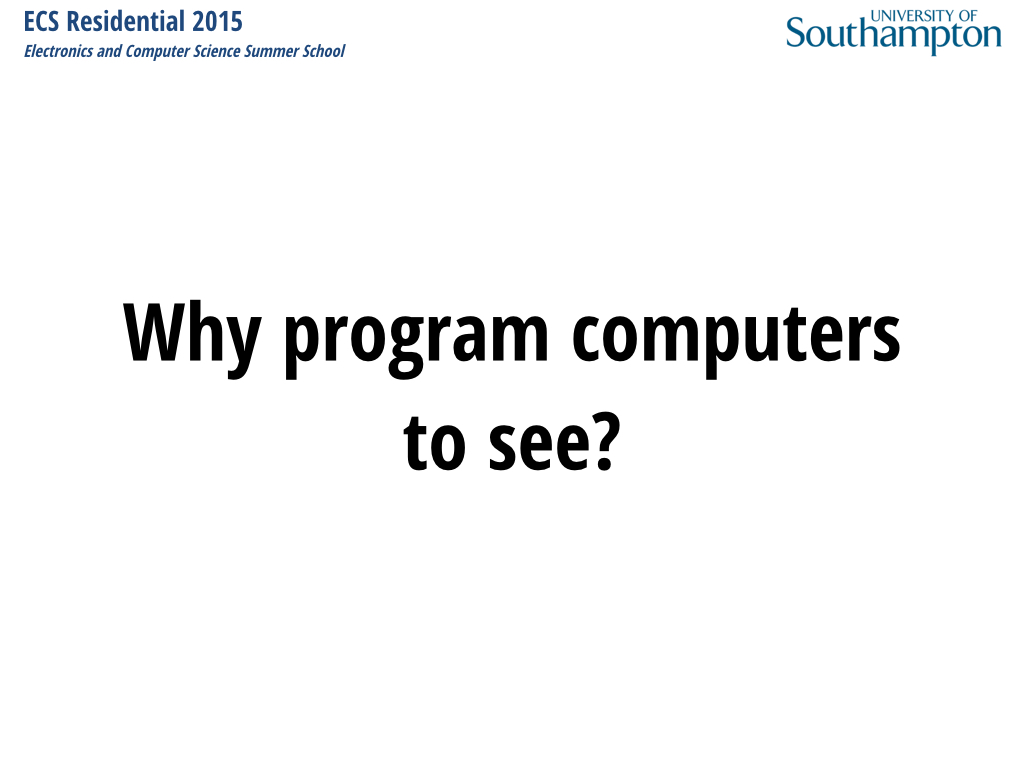 ECS Residential 2015
Electronics and Computer Science Summer School
UNIVERSITY OF
Southampton
Why program computers
to see?